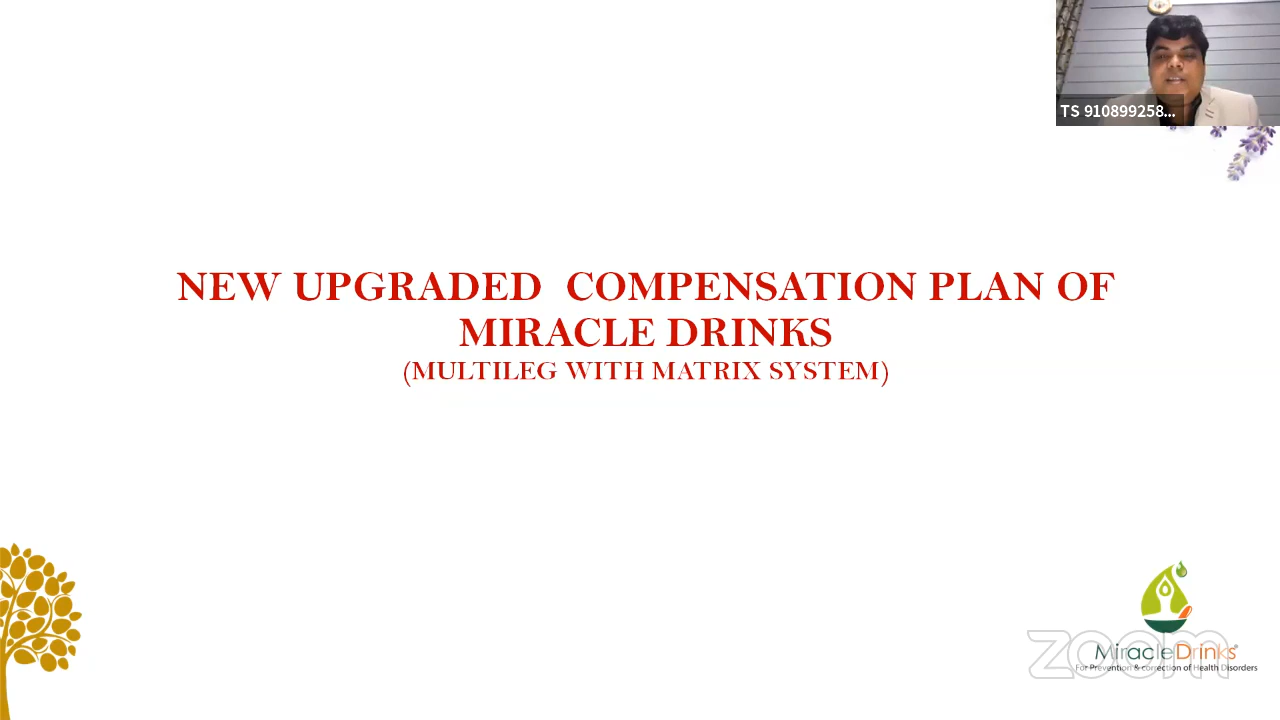 TS 910899258...
NEW UPGRADED COMPENSATION PLAN OF
MIRACLE DRINKS
(MULTILEG WITH MATRIX SYSTEM)
zoom
MiracleDrinks®
For Prevention & correction of Health Disorders